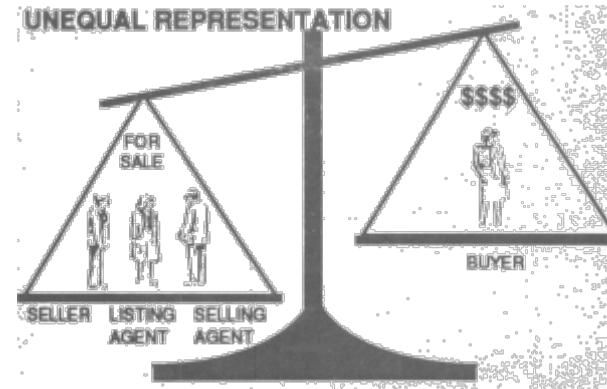 UNEQUAL REPRESENTATION
$$$$
FOR
SALE
BUYER
SELLER LISTING SELLING
AGENT AGENT